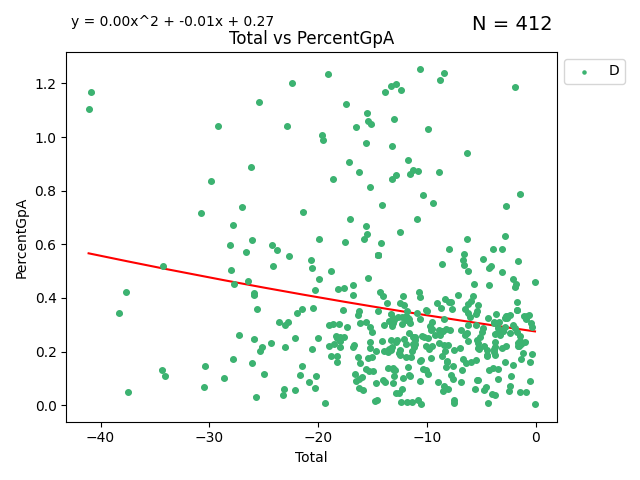 y = 0.00x^2 + -0.01x + 0.27
N = 412
Total vs PercentGpA
D
PercentGpA
1.2
1.0
0.8
0.6
0.4
0.2
0.0
−40
−30
−20
−10
0
Total